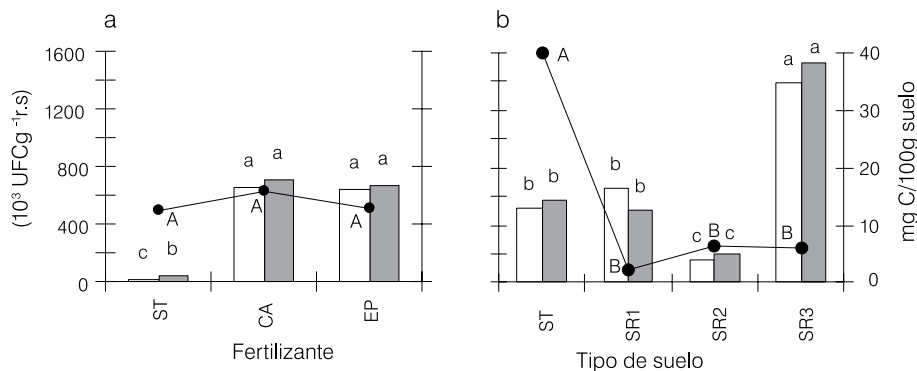 a
b
1600
1200
800
400
0
(10³ UFCg⁻¹r.s)
c
b
A
a
a
A
a
a
A
ST
CA
EP
Fertilizante
A
b
b
b
b
B
c
B
c
B
a
a
40
30
20
10
0
mg C/100g suelo
ST
SR1
SR2
SR3
Tipo de suelo